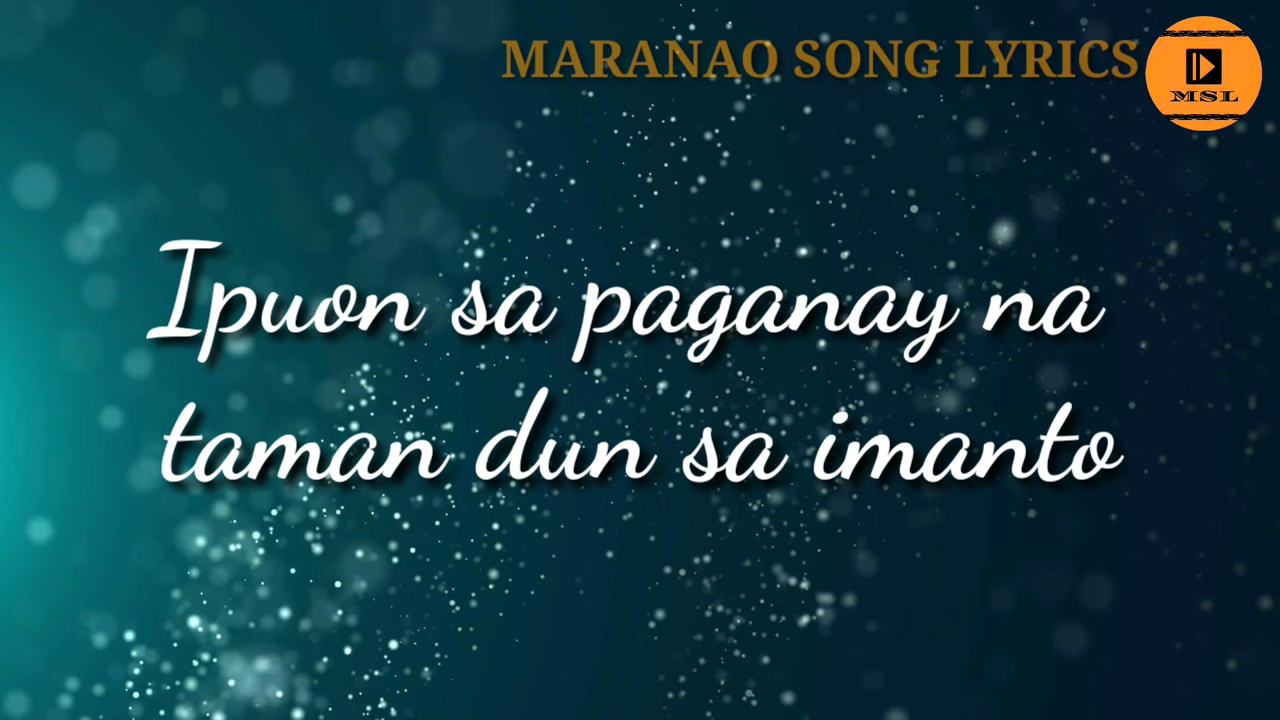 MARANAO SONG LYRICS
MSL
Ipuon sa paganay na
taman dun sa imanto